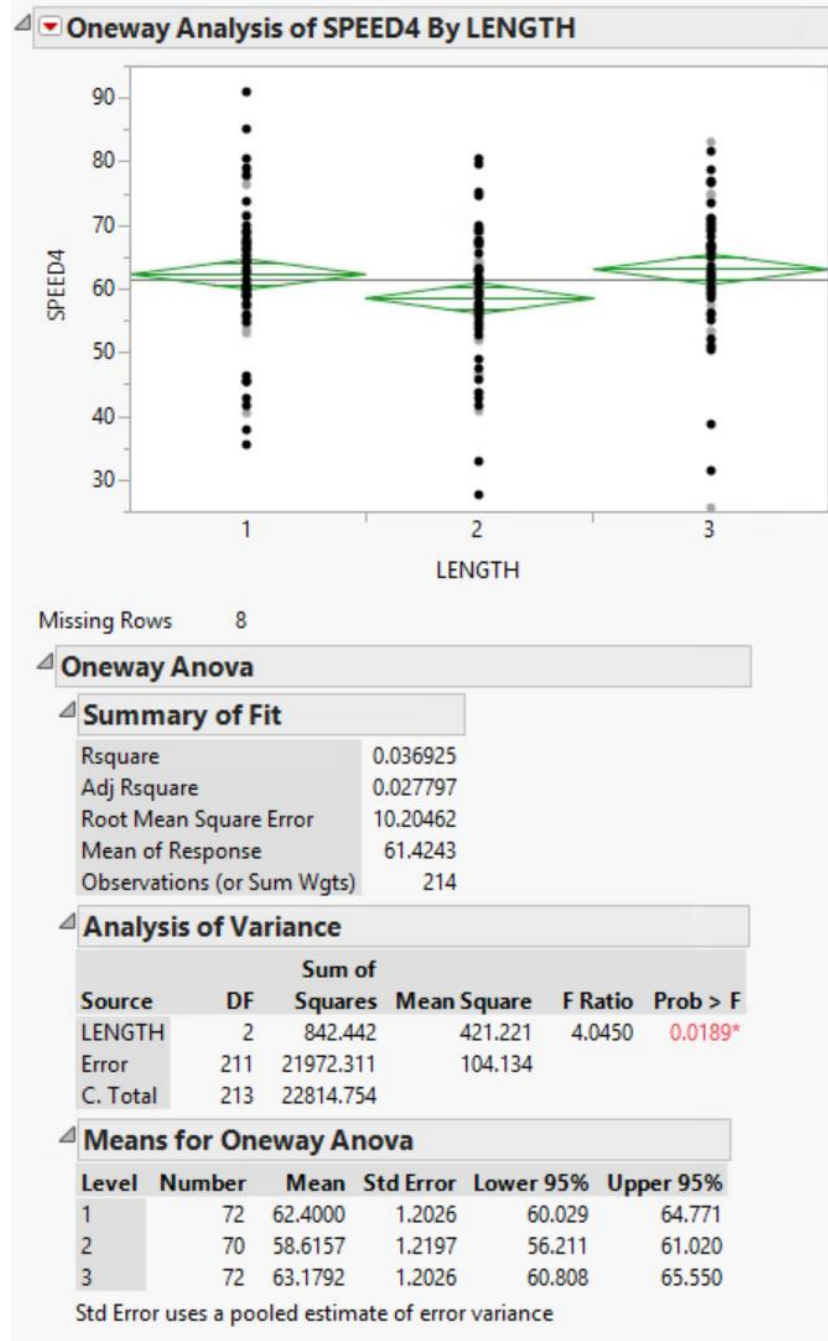 Oneway Analysis of SPEED4 By LENGTH
90
80
70
60
50
40
30
SPEED4
1 2 3
LENGTH
Missing Rows 8
Oneway Anova
Summary of Fit
Rsquare 0.036925
Adj Rsquare 0.027797
Root Mean Square Error 10.20462
Mean of Response 61.4243
Observations (or Sum Wgts) 214
Analysis of Variance
Sum of
Source DF Squares Mean Square F Ratio Prob > F
LENGTH 2 842.442 421.221 4.0450 0.0189*
Error 211 21972.311 104.134
C. Total 213 22814.754
Means for Oneway Anova
Level Number Mean Std Error Lower 95% Upper 95%
1 72 62.4000 1.2026 60.029 64.771
2 70 58.6157 1.2197 56.211 61.020
3 72 63.1792 1.2026 60.808 65.550
Std Error uses a pooled estimate of error variance